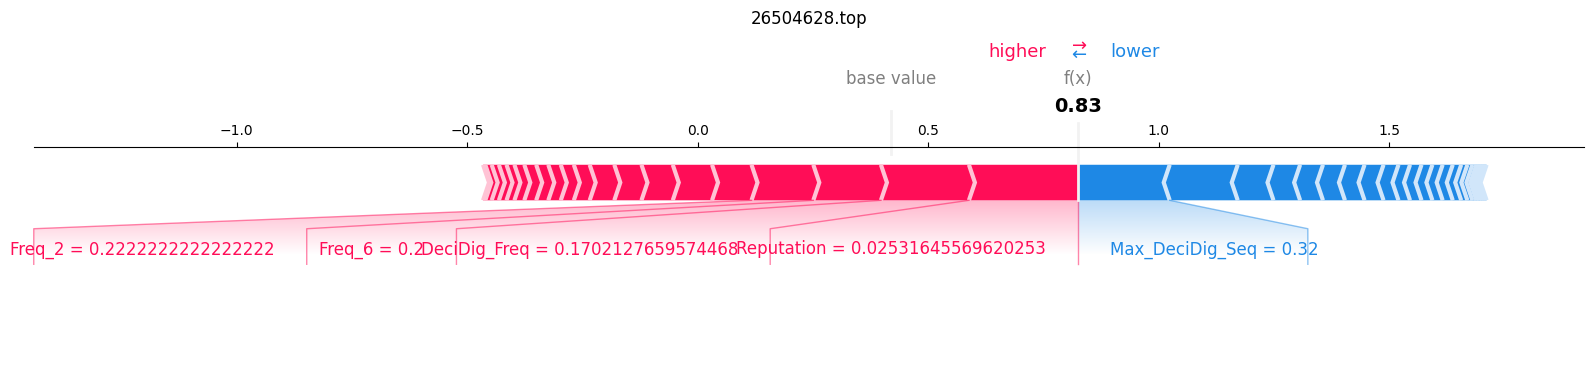 26504628.top
higher ⇄ lower
base value f(x)
0.83
−1.0 −0.5 0.0 0.5 1.0 1.5
Freq_2 = 0.2222222222222222 Freq_6 = 0.2 DeciDig_Freq = 0.1702127659574468 Reputation = 0.02531645569620253 Max_DeciDig_Seq = 0.32